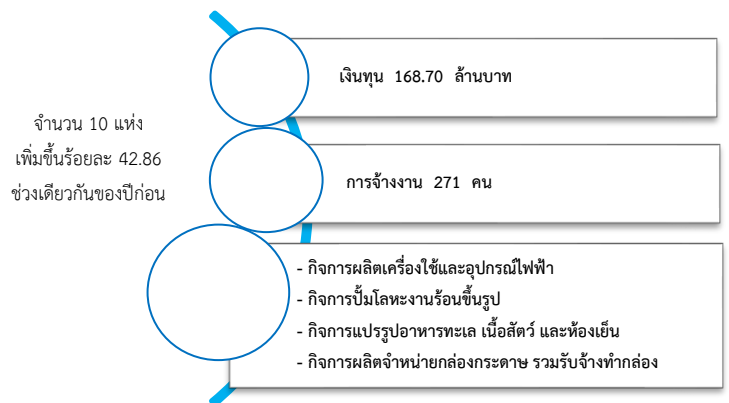 จำนวน 10 แห่ง
เพิ่มขึ้นร้อยละ 42.86
ช่วงเดียวกันของปีก่อน
เงินทุน 168.70 ล้านบาท
การจ้างงาน 271 คน
- กิจการผลิตเครื่องใช้และอุปกรณ์ไฟฟ้า
- กิจการปั้มโลหะงานร้อนขึ้นรูป
- กิจการแปรรูปอาหารทะเล เนื้อสัตว์ และห้องเย็น
- กิจการผลิตจำหน่ายกล่องกระดาษ รวมรับจ้างทำกล่อง